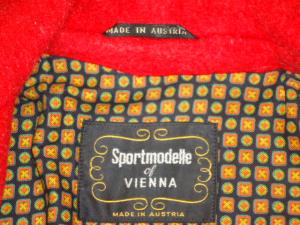 MADE IN AUSTRIA
Sportmodelle
of
VIENNA
MADE IN AUSTRIA